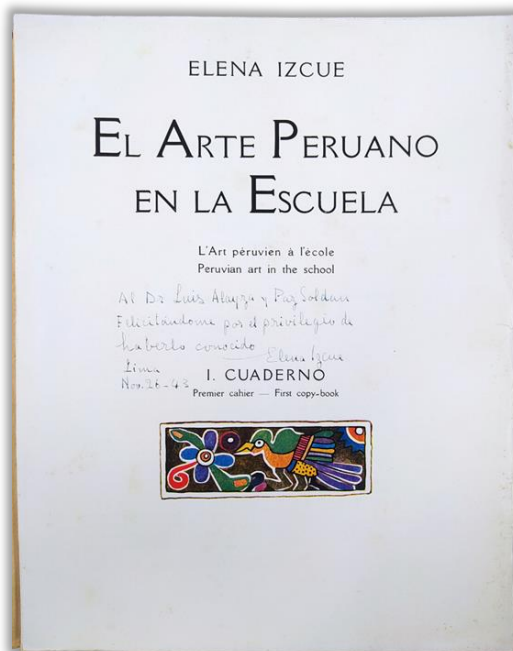 ELENA IZCUE
EL ARTE PERUANO
EN LA ESCUELA
L'Art péruvien à l'école
Peruvian art in the school
Al Dr Luis Alayza y Paz Soldan
Felicitándome por el privilegio de
haberlo conocido
Elena Izcue
Lima
Nov. 26-43
I. CUADERNO
Premier cahier — First copy-book